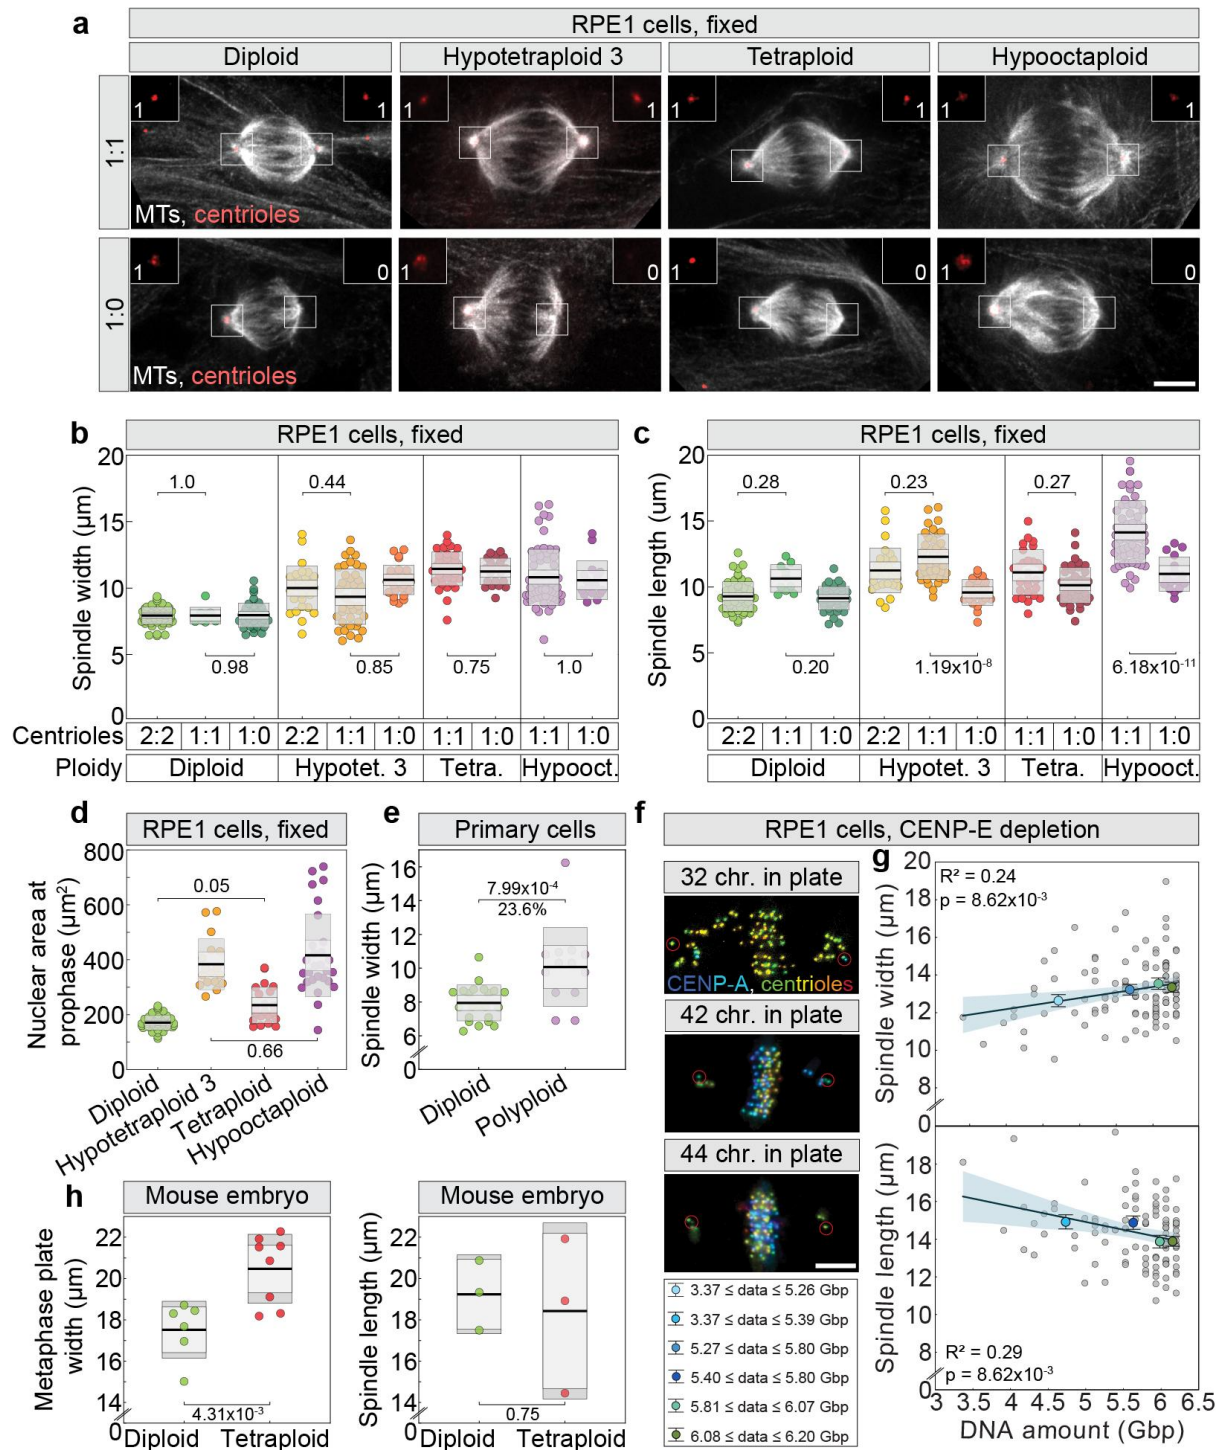 a
RPE1 cells, fixed
Diploid
Hypotetraploid 3
Tetraploid
Hypooctaploid
1:1
1
1
1
1
1
1
1
1
MTs, centrioles
1:0
1
0
1
0
1
0
1
0
MTs, centrioles
b
RPE1 cells, fixed
Spindle width (µm)
20
15
10
5
0
1.0
0.44
0.98
0.85
0.75
1.0
Centrioles
2:2
1:1
1:0
2:2
1:1
1:0
1:1
1:0
1:1
1:0
Ploidy
Diploid
Hypotet. 3
Tetra.
Hypooct.
c
RPE1 cells, fixed
Spindle length (µm)
20
15
10
5
0
0.28
0.23
0.27
0.20
1.19x10⁻⁸
6.18x10⁻¹¹
2:2
1:1
1:0
2:2
1:1
1:0
1:1
1:0
1:1
1:0
Diploid
Hypotet. 3
Tetra.
Hypooct.
d
RPE1 cells, fixed
Nuclear area at
prophase (µm²)
800
600
400
200
0
0.05
0.66
Diploid
Hypotetraploid 3
Tetraploid
Hypooctaploid
e
Primary cells
Spindle width (µm)
16
14
12
10
8
6
0
7.99x10⁻⁴
23.6%
Diploid
Polyploid
f
RPE1 cells, CENP-E depletion
32 chr. in plate
CENP-A, centrioles
42 chr. in plate
44 chr. in plate
3.37 ≤ data ≤ 5.26 Gbp
3.37 ≤ data ≤ 5.39 Gbp
5.27 ≤ data ≤ 5.80 Gbp
5.40 ≤ data ≤ 5.80 Gbp
5.81 ≤ data ≤ 6.07 Gbp
6.08 ≤ data ≤ 6.20 Gbp
g
Spindle width (µm)
20
18
16
14
12
10
8
0
R² = 0.24
p = 8.62x10⁻³
Spindle length (µm)
16
14
12
10
8
0
R² = 0.29
p = 8.62x10⁻³
3
3.5
4
4.5
5
5.5
6
6.5
DNA amount (Gbp)
h
Mouse embryo
Metaphase plate
width (µm)
22
20
18
16
14
0
4.31x10⁻³
Diploid
Tetraploid
Mouse embryo
Spindle length (µm)
22
21
20
19
18
17
16
15
14
0
0.75
Diploid
Tetraploid